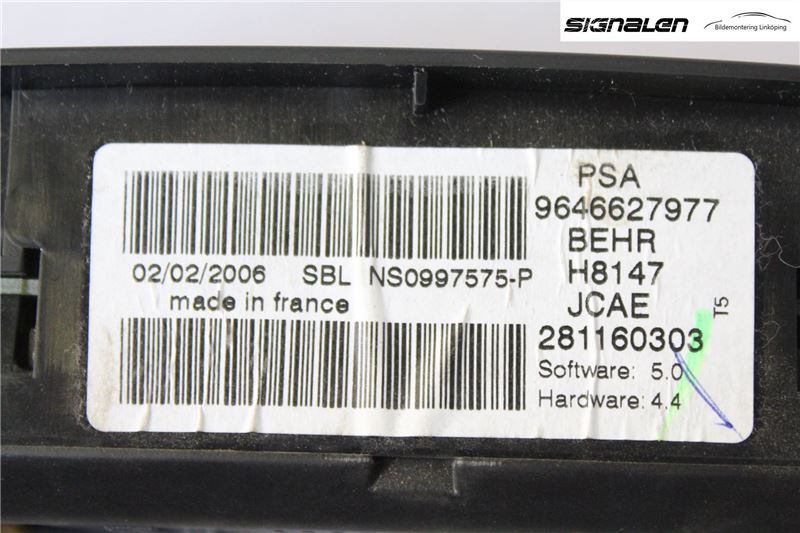 SIGNALEN
Bildemontering Linköping
PSA
9646627977
BEHR
H8147
JCAE
281160303
Software: 5.0
Hardware: 4.4
T5
02/02/2006 SBL NS0997575-P
made in france